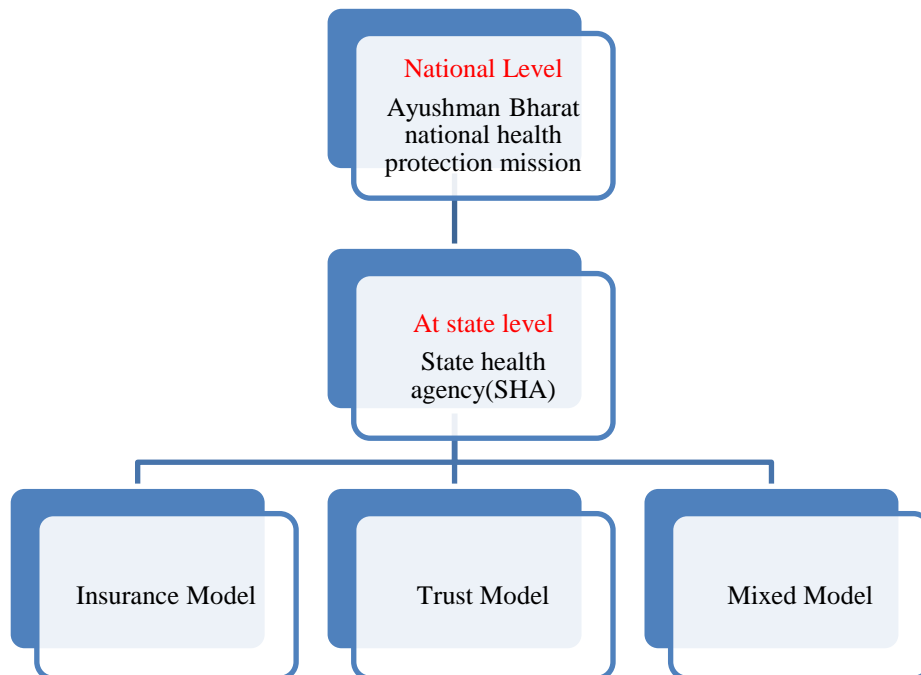 National Level
Ayushman Bharat
national health
protection mission
At state level
State health
agency(SHA)
Insurance Model
Trust Model
Mixed Model